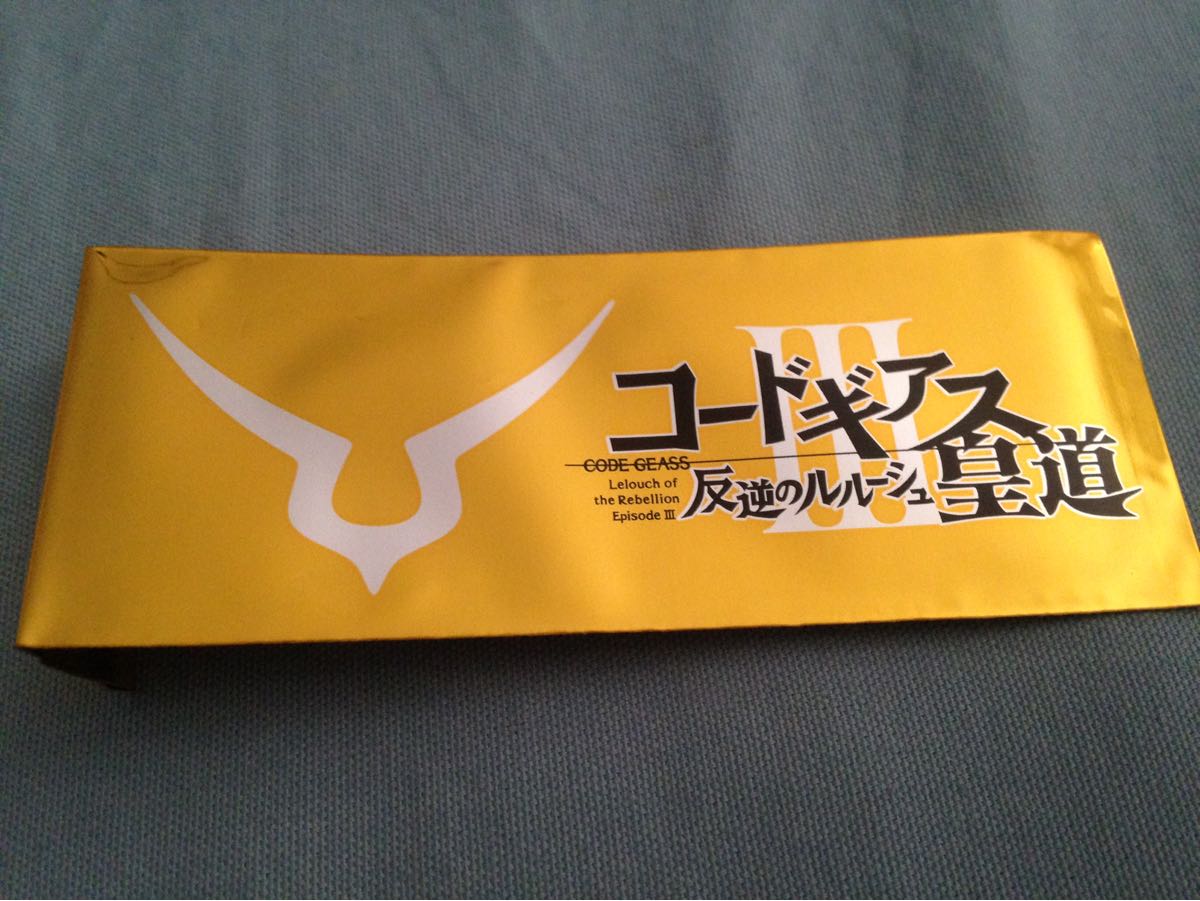 III
コードギアス
CODE GEASS
Lelouch of
the Rebellion
Episode III
反逆のルルーシュ
皇道